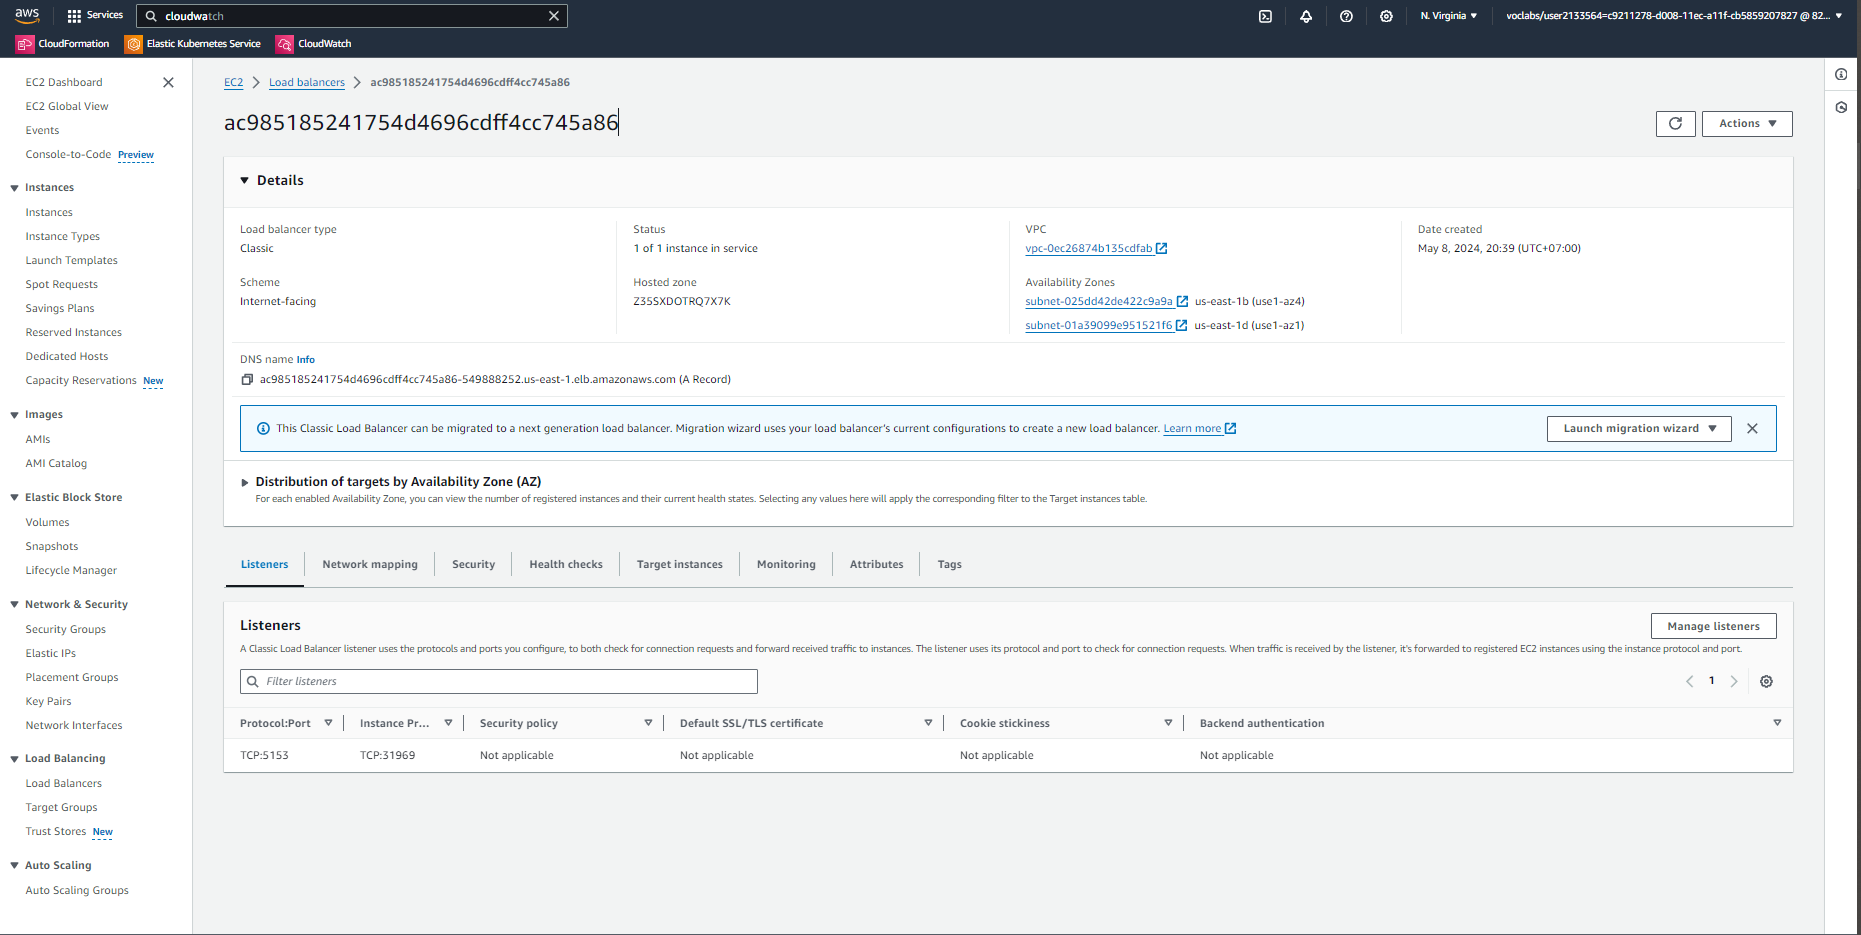 aws
Services
cloudwatch
N. Virginia
voclabs/user2133564=c9211278-d008-11ec-a11f-cb5859207827 @ 82...
CloudFormation
Elastic Kubernetes Service
CloudWatch
EC2 Dashboard
EC2 Global View
Events
Console-to-Code Preview
Instances
Instances
Instance Types
Launch Templates
Spot Requests
Savings Plans
Reserved Instances
Dedicated Hosts
Capacity Reservations New
Images
AMIs
AMI Catalog
Elastic Block Store
Volumes
Snapshots
Lifecycle Manager
Network & Security
Security Groups
Elastic IPs
Placement Groups
Key Pairs
Network Interfaces
Load Balancing
Load Balancers
Target Groups
Trust Stores New
Auto Scaling
Auto Scaling Groups
EC2 > Load balancers > ac985185241754d4696cdff4cc745a86
ac985185241754d4696cdff4cc745a86
Actions
Details
Load balancer type
Classic
Status
1 of 1 instance in service
VPC
vpc-0ec26874b135cdfab
Date created
May 8, 2024, 20:39 (UTC+07:00)
Scheme
Internet-facing
Hosted zone
Z35SXDOTRQ7X7K
Availability Zones
subnet-025dd42de422c9a9a us-east-1b (use1-az4)
subnet-01a39099e951521f6 us-east-1d (use1-az1)
DNS name Info
ac985185241754d4696cdff4cc745a86-549888252.us-east-1.elb.amazonaws.com (A Record)
This Classic Load Balancer can be migrated to a next generation load balancer. Migration wizard uses your load balancer's current configurations to create a new load balancer. Learn more
Launch migration wizard
Distribution of targets by Availability Zone (AZ)
For each enabled Availability Zone, you can view the number of registered instances and their current health states. Selecting any values here will apply the corresponding filter to the Target instances table.
Listeners
Network mapping
Security
Health checks
Target instances
Monitoring
Attributes
Tags
Listeners
Manage listeners
A Classic Load Balancer listener uses the protocols and ports you configure, to both check for connection requests and forward received traffic to instances. The listener uses its protocol and port to check for connection requests. When traffic is received by the listener, it's forwarded to registered EC2 instances using the instance protocol and port.
Filter listeners
1
Protocol:Port
Instance Pr...
Security policy
Default SSL/TLS certificate
Cookie stickiness
Backend authentication
TCP:5153
TCP:31969
Not applicable
Not applicable
Not applicable
Not applicable